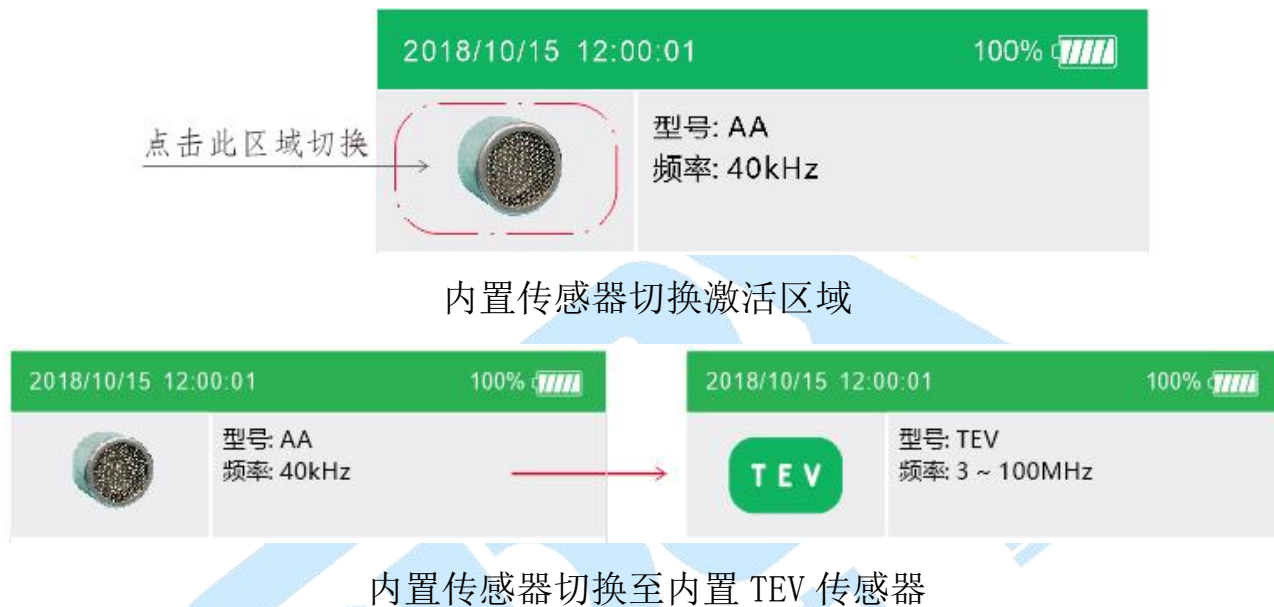 2018/10/15 12:00:01 100%
点击此区域切换
型号: AA
频率: 40kHz
内置传感器切换激活区域
2018/10/15 12:00:01 100%
型号: AA
频率: 40kHz
2018/10/15 12:00:01 100%
TEV
型号: TEV
频率: 3 ~ 100MHz
内置传感器切换至内置 TEV 传感器